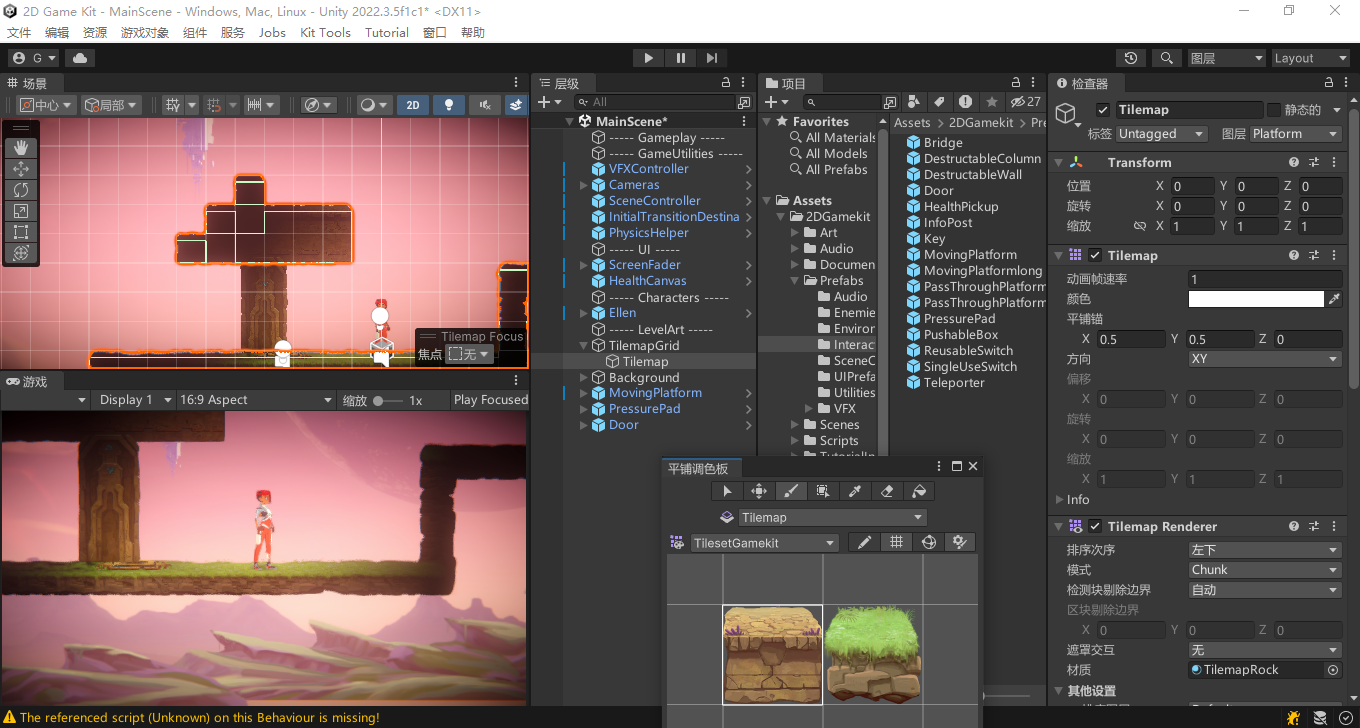 2D Game Kit - MainScene - Windows, Mac, Linux - Unity 2022.3.5f1c1* <DX11>
文件 编辑 资源 游戏对象 组件 服务 Jobs Kit Tools Tutorial 窗口 帮助
G
图层 Layout
场景
中心 局部 2D
Tilemap Focus
焦点 无
游戏
Display 1 16:9 Aspect 缩放 1x Play Focused
层级
All
MainScene*
----- Gameplay -----
----- GameUtilities -----
VFXController
Cameras
SceneController
InitialTransitionDestina
PhysicsHelper
----- UI -----
ScreenFader
HealthCanvas
----- Characters -----
Ellen
----- LevelArt -----
TilemapGrid
Tilemap
Background
MovingPlatform
PressurePad
Door
项目
27
Favorites
All Materials
All Models
All Prefabs
Assets
2DGamekit
Art
Audio
Documen
Prefabs
Audio
Enemie
Environ
Interact
SceneC
UIPrefa
Utilities
VFX
Scenes
Scripts
TutorialIn
Assets 2DGamekit Pre
Bridge
DestructableColumn
DestructableWall
Door
HealthPickup
InfoPost
Key
MovingPlatform
MovingPlatformlong
PassThroughPlatform
PassThroughPlatform
PressurePad
PushableBox
ReusableSwitch
SingleUseSwitch
Teleporter
平铺调色板
Tilemap
TilesetGamekit
检查器
Tilemap 静态的
标签 Untagged 图层 Platform
Transform
位置 X 0 Y 0 Z 0
旋转 X 0 Y 0 Z 0
缩放 X 1 Y 1 Z 1
Tilemap
动画帧速率 1
颜色
平铺锚
X 0.5 Y 0.5 Z 0
方向 XY
偏移
X 0 Y 0 Z 0
旋转
X 0 Y 0 Z 0
缩放
X 1 Y 1 Z 1
Info
Tilemap Renderer
排序次序 左下
模式 Chunk
检测块剔除边界 自动
区块剔除边界
X 0 Y 0 Z 0
遮罩交互 无
材质 TilemapRock
其他设置
The referenced script (Unknown) on this Behaviour is missing!